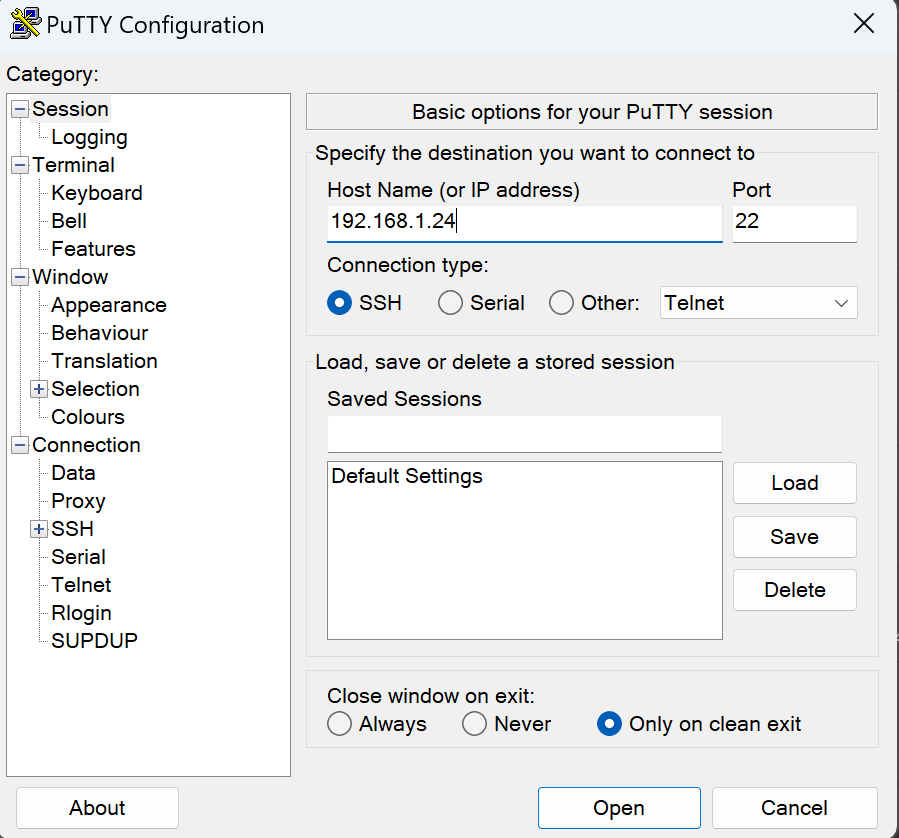 PuTTY Configuration
Category:
Session
Logging
Terminal
Keyboard
Bell
Features
Window
Appearance
Behaviour
Translation
Selection
Colours
Connection
Data
Proxy
SSH
Serial
Telnet
Rlogin
SUPDUP
Basic options for your PuTTY session
Specify the destination you want to connect to
Host Name (or IP address) Port
192.168.1.24 22
Connection type:
SSH Serial Other: Telnet
Load, save or delete a stored session
Saved Sessions
Default Settings
Load
Save
Delete
Close window on exit:
Always Never Only on clean exit
About Open Cancel